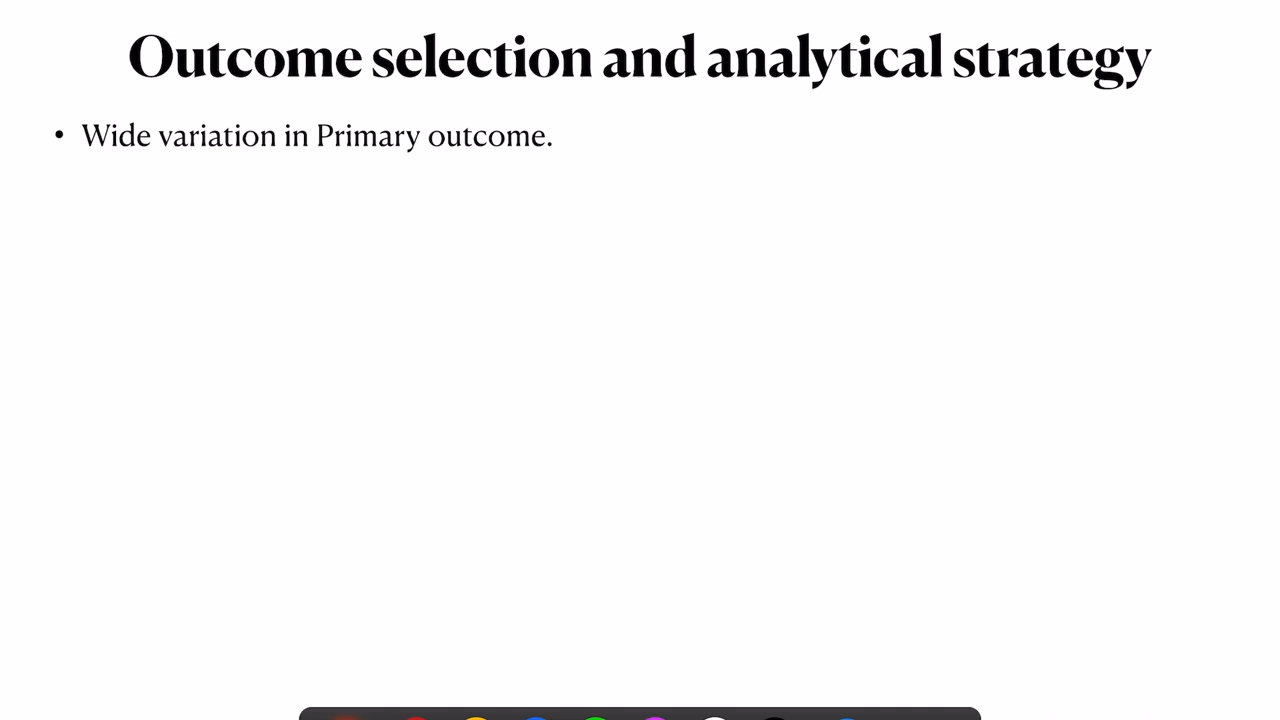 Outcome selection and analytical strategy
• Wide variation in Primary outcome.